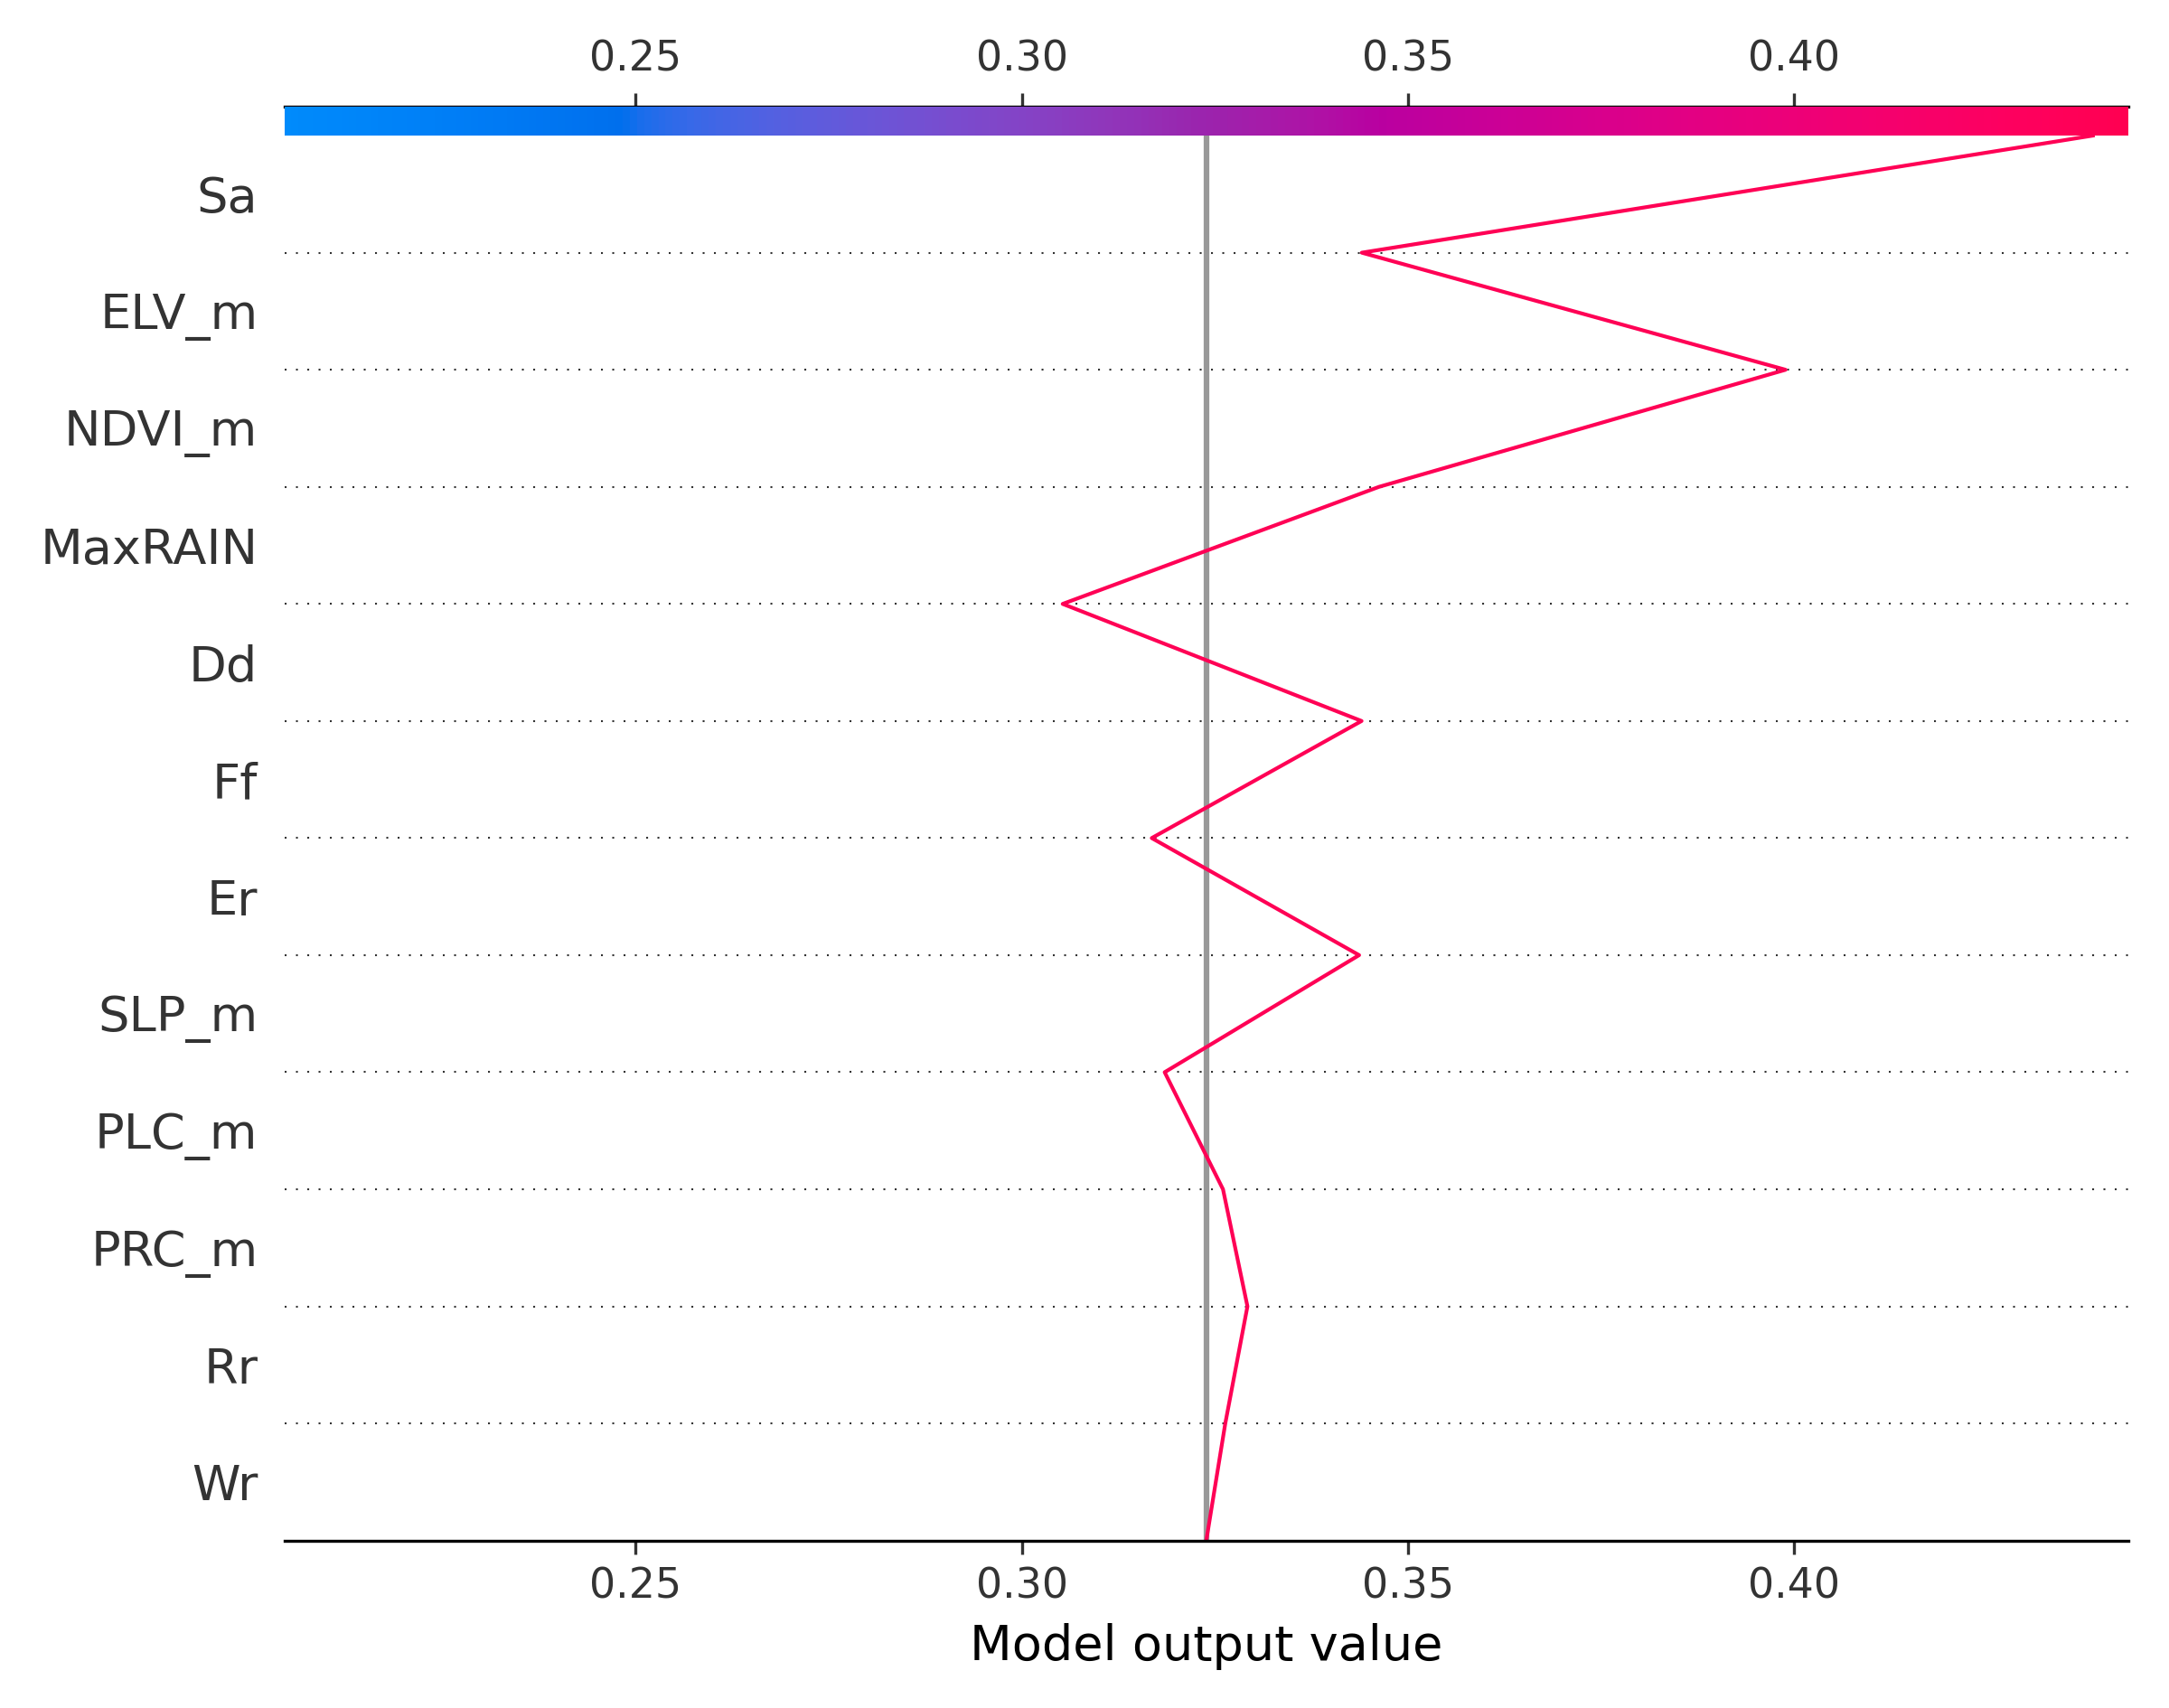 0.25 0.30 0.35 0.40
Sa
ELV_m
NDVI_m
MaxRAIN
Dd
Ff
Er
SLP_m
PLC_m
PRC_m
Rr
Wr
0.25 0.30 0.35 0.40
Model output value